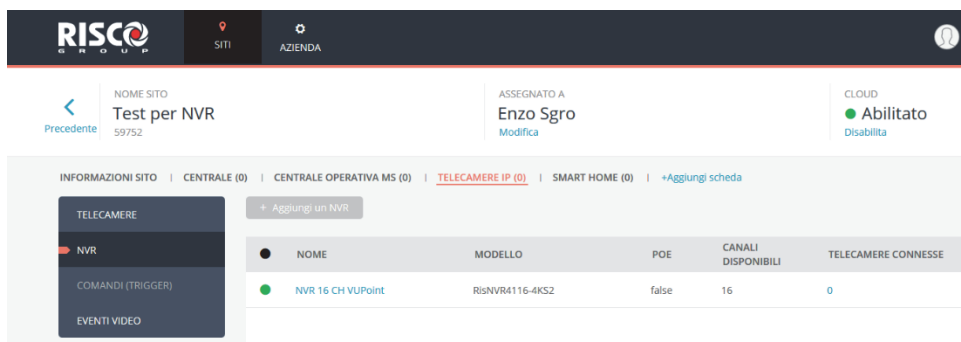 RISCO
GROUP
SITI
AZIENDA
Precedente
NOME SITO
Test per NVR
59752
ASSEGNATO A
Enzo Sgro
Modifica
CLOUD
Abilitato
Disabilita
INFORMAZIONI SITO | CENTRALE (0) | CENTRALE OPERATIVA MS (0) | TELECAMERE IP (0) | SMART HOME (0) | +Aggiungi scheda
TELECAMERE
NVR
COMANDI (TRIGGER)
EVENTI VIDEO
+ Aggiungi un NVR
NOME MODELLO POE CANALI DISPONIBILI TELECAMERE CONNESSE
NVR 16 CH VUPoint RisNVR4116-4KS2 false 16 0